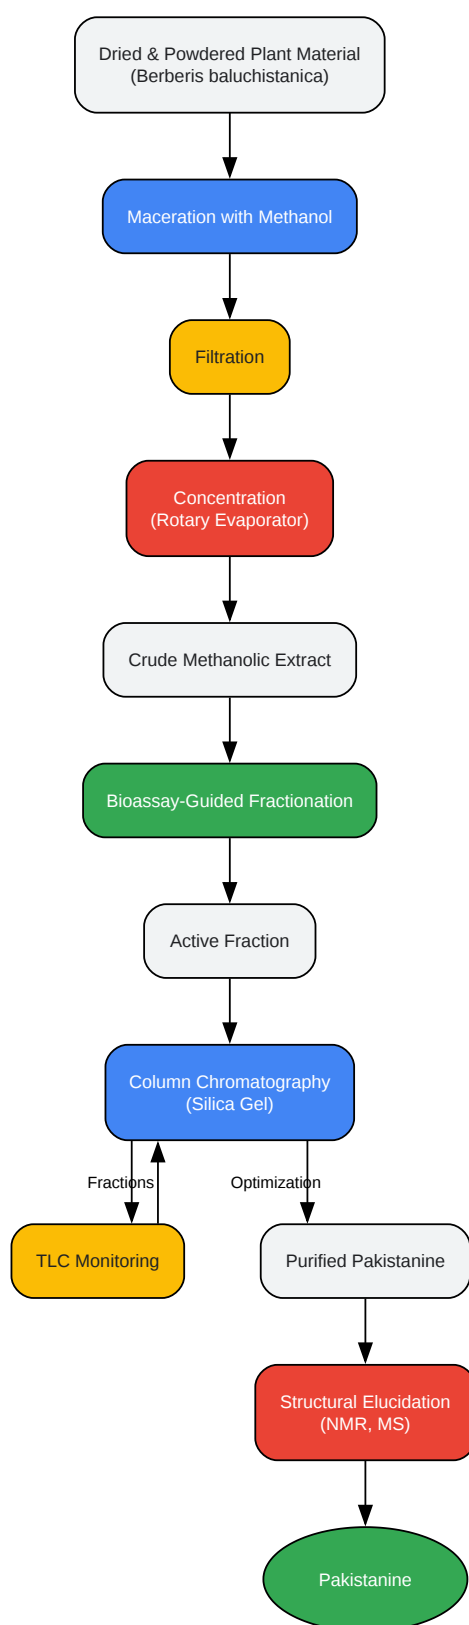 Dried & Powdered Plant Material
(Berberis baluchistanica)
Maceration with Methanol
Filtration
Concentration
(Rotary Evaporator)
Crude Methanolic Extract
Bioassay-Guided Fractionation
Active Fraction
Column Chromatography
(Silica Gel)
Fractions
Optimization
TLC Monitoring
Purified Pakistanine
Structural Elucidation
(NMR, MS)
Pakistanine